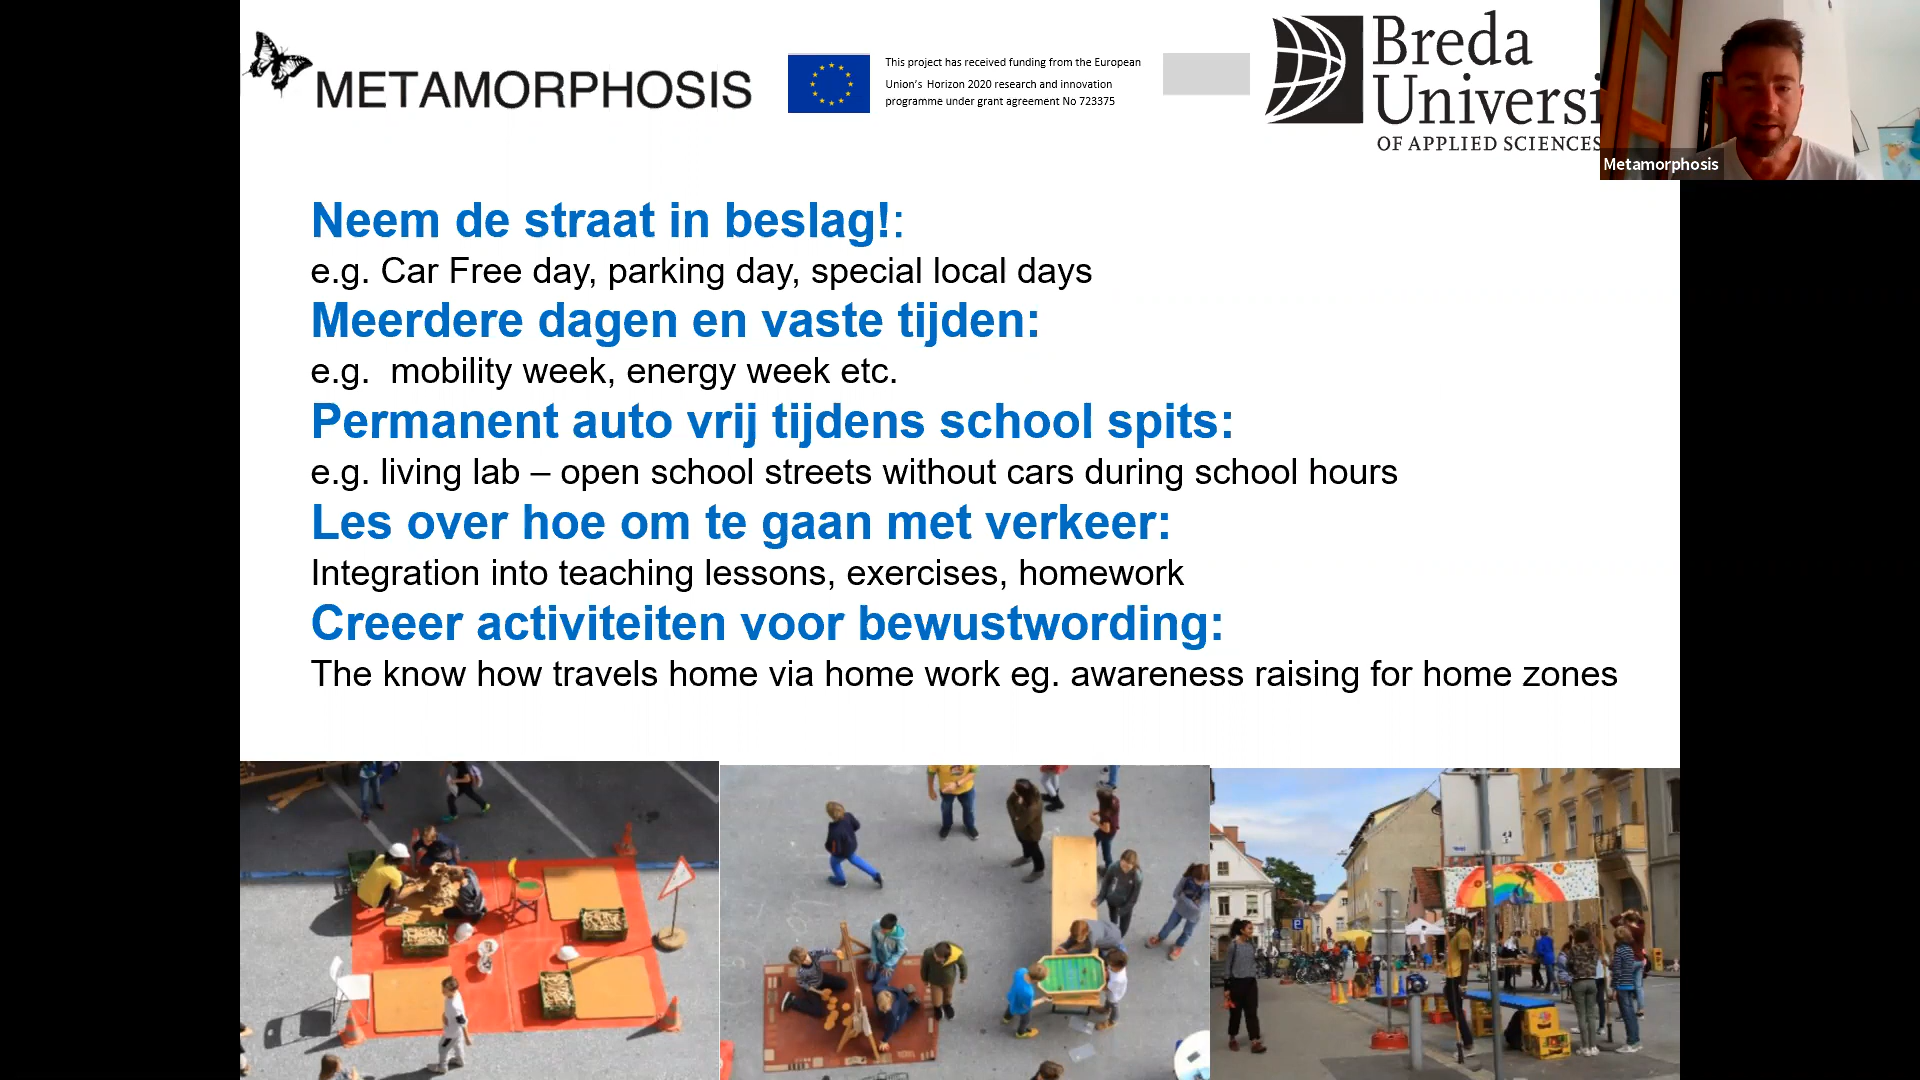 METAMORPHOSIS
This project has received funding from the European
Union's Horizon 2020 research and innovation
programme under grant agreement No 723375
Breda
Universi
OF APPLIED SCIENCES
Metamorphosis
Neem de straat in beslag!:
e.g. Car Free day, parking day, special local days
Meerdere dagen en vaste tijden:
e.g. mobility week, energy week etc.
Permanent auto vrij tijdens school spits:
e.g. living lab – open school streets without cars during school hours
Les over hoe om te gaan met verkeer:
Integration into teaching lessons, exercises, homework
Creeer activiteiten voor bewustwording:
The know how travels home via home work eg. awareness raising for home zones
P